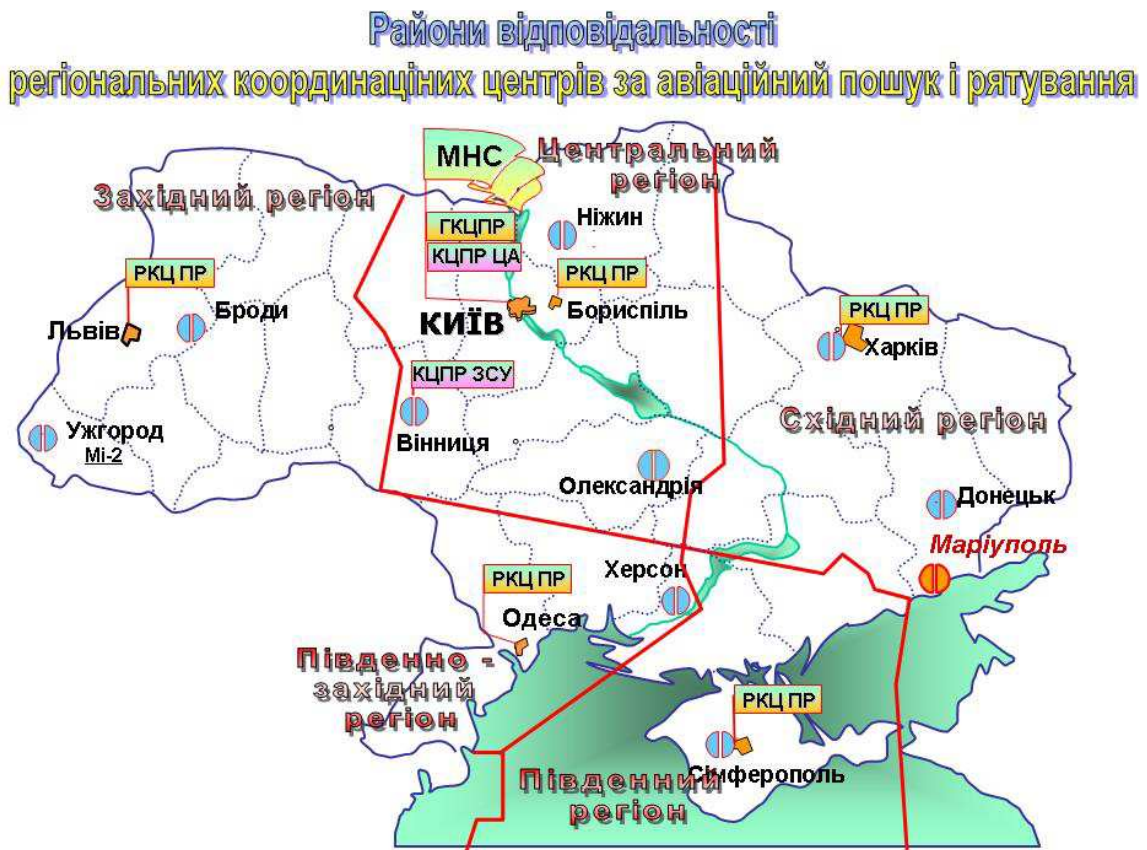 Райони відповідальності
регіональних координаціних центрів за авіаційний пошук і рятування
МНС
Центральний
регіон
Західний регіон
ГКЦПР
Ніжин
КЦПР ЦА
РКЦ ПР
РКЦ ПР
Бориспіль
Броди
Львів
КИЇВ
РКЦ ПР
Харків
КЦПР ЗСУ
Вінниця
Східний регіон
Ужгород
Мі-2
Олександрія
Донецьк
Маріуполь
Херсон
РКЦ ПР
Одеса
Південно -
західний
регіон
РКЦ ПР
Сімферополь
Південний
регіон